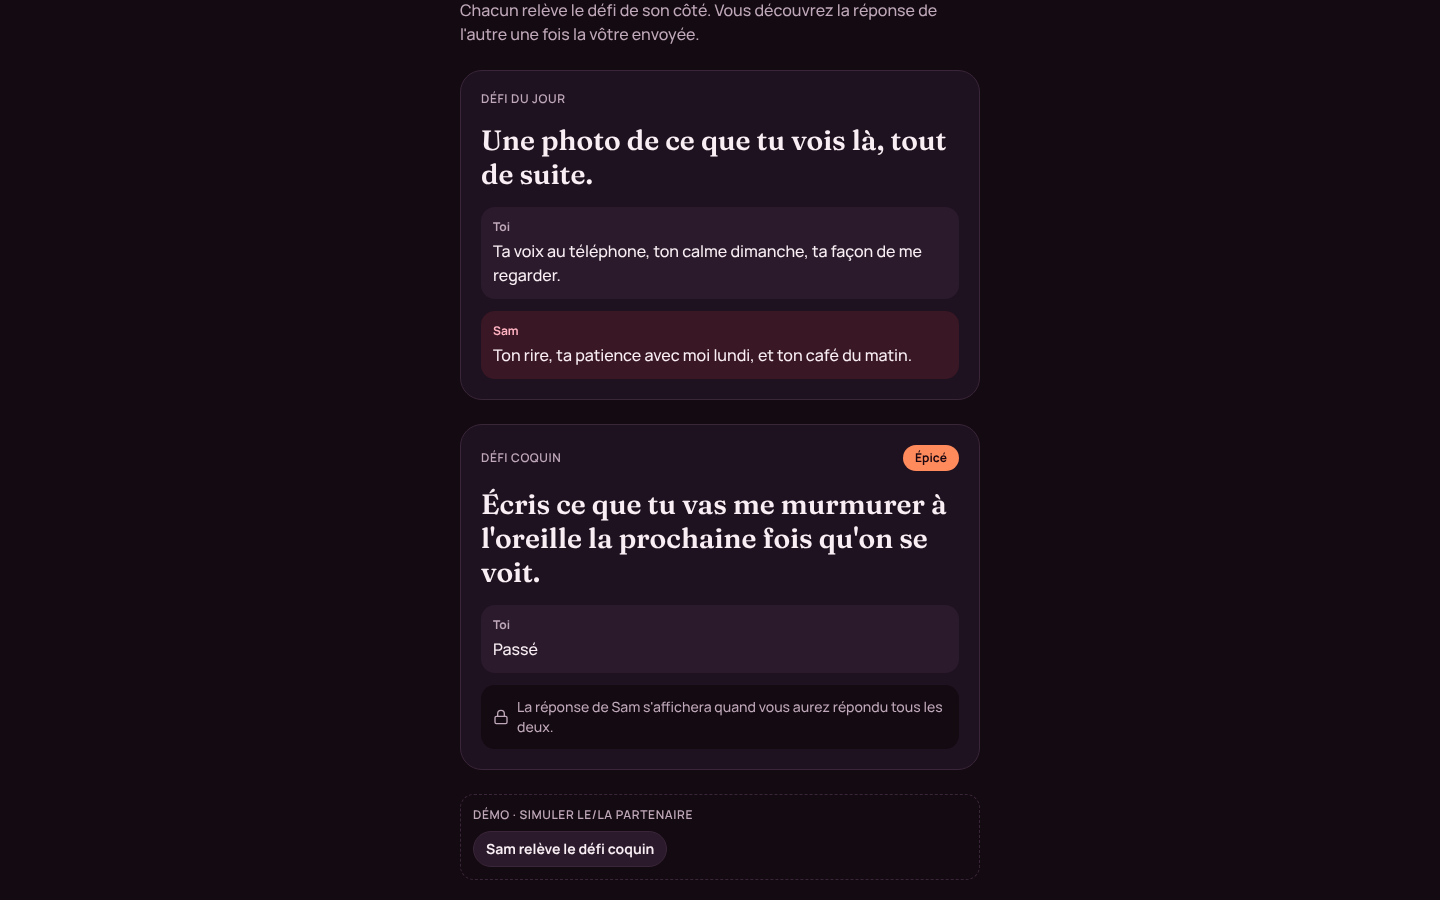 Chacun relève le défi de son côté. Vous découvrez la réponse de
l'autre une fois la vôtre envoyée.
DÉFI DU JOUR
Une photo de ce que tu vois là, tout
de suite.
Toi
Ta voix au téléphone, ton calme dimanche, ta façon de me
regarder.
Sam
Ton rire, ta patience avec moi lundi, et ton café du matin.
DÉFI COQUIN
Épicé
Écris ce que tu vas me murmurer à
l'oreille la prochaine fois qu'on se
voit.
Toi
Passé
La réponse de Sam s'affichera quand vous aurez répondu tous les
deux.
DÉMO · SIMULER LE/LA PARTENAIRE
Sam relève le défi coquin